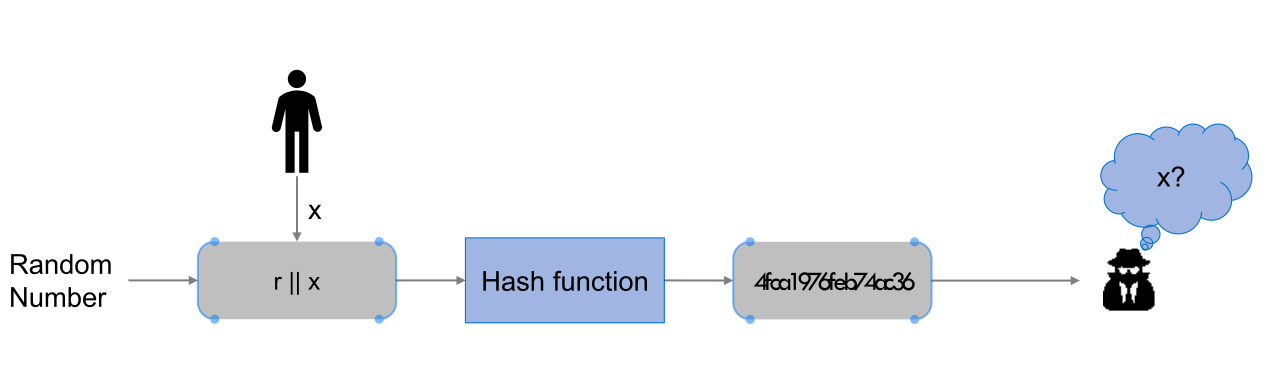 x?
x
Random
Number
r || x
Hash function
4fca1976feb74ac36